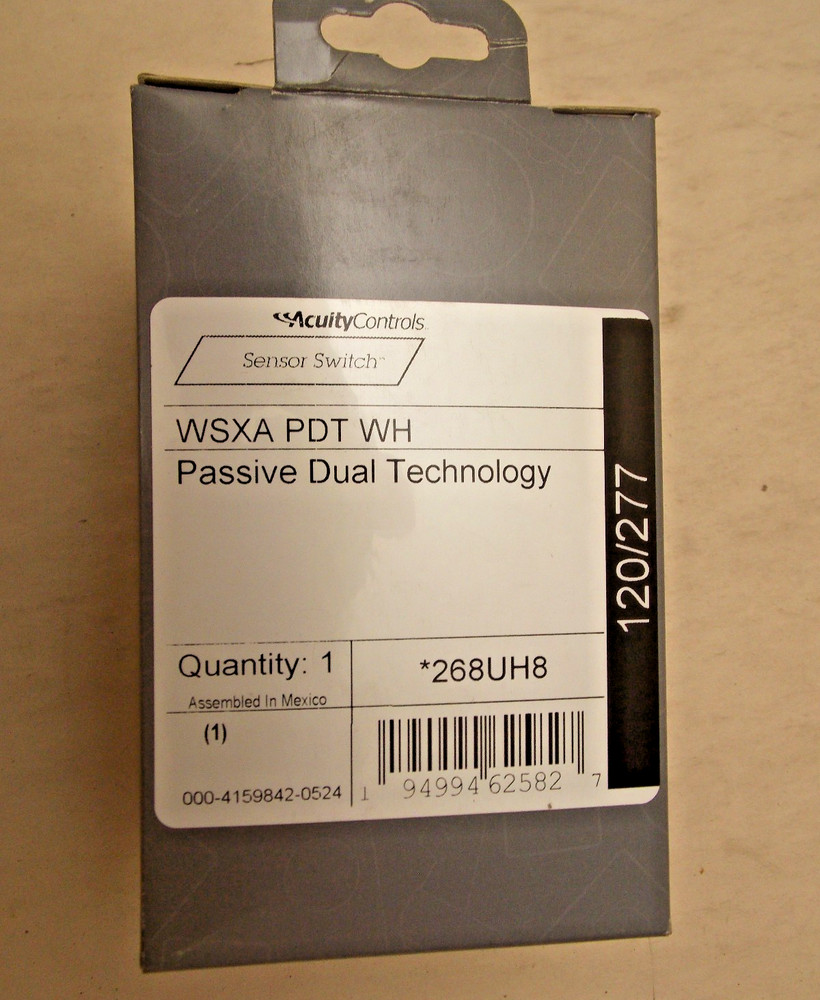 AcuityControls
Sensor Switch™
WSXA PDT WH
Passive Dual Technology
120/277
Quantity: 1
*268UH8
Assembled In Mexico
(1)
000-4159842-0524
1 94994 62582 7